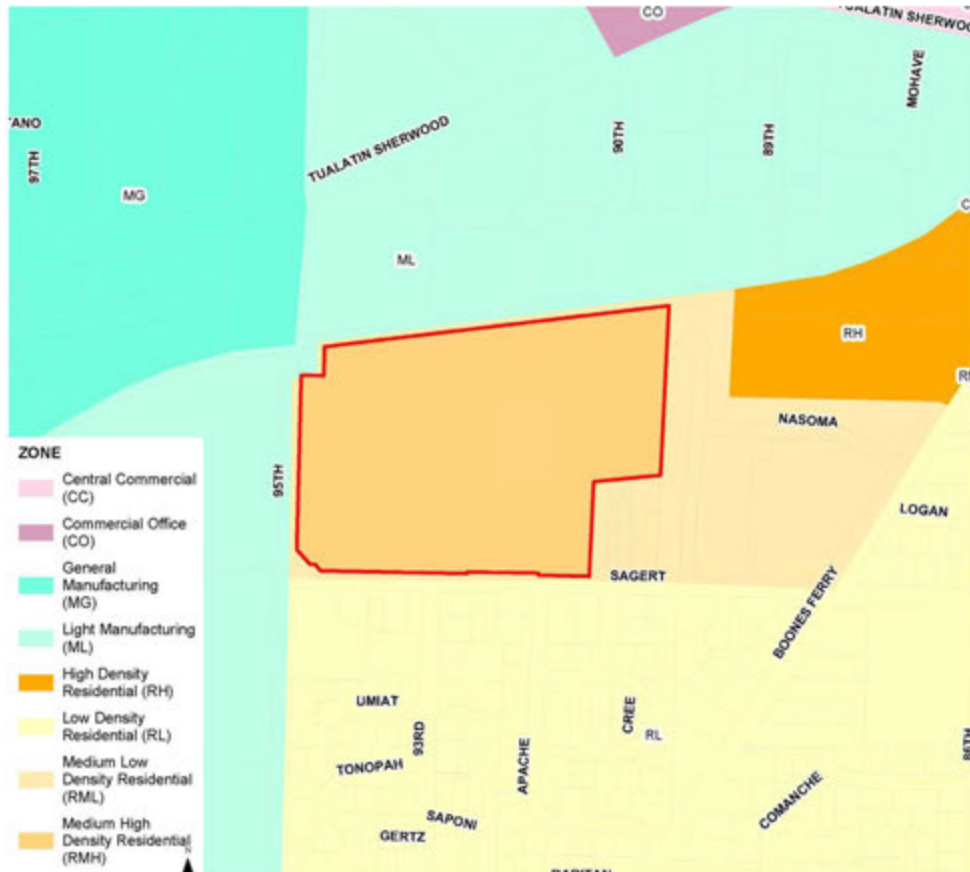 CO
TUALATIN SHERWOOD
MOHAVE
90TH
89TH
TUALATIN SHERWOOD
97TH
MG
ML
RH
NASOMA
95TH
LOGAN
SAGERT
BOONES FERRY
UMIAT
93RD
CREE
RL
TONOPAH
APACHE
86TH
SAPONI
COMANCHE
GERTZ
ZONE
Central Commercial
(CC)
Commercial Office
(CO)
General
Manufacturing
(MG)
Light Manufacturing
(ML)
High Density
Residential (RH)
Low Density
Residential (RL)
Medium Low
Density Residential
(RML)
Medium High
Density Residential
(RMH)
N